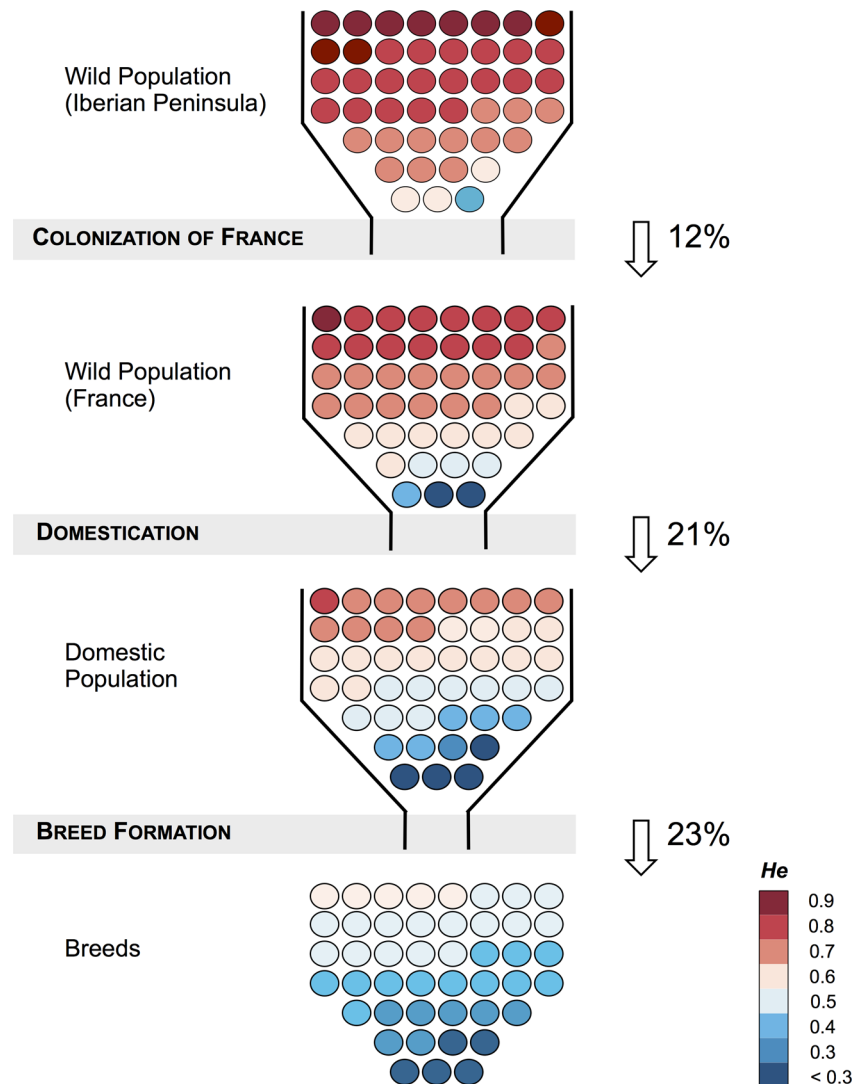 Wild Population
(Iberian Peninsula)
COLONIZATION OF FRANCE
12%
Wild Population
(France)
DOMESTICATION
21%
Domestic
Population
BREED FORMATION
23%
Breeds
He
0.9
0.8
0.7
0.6
0.5
0.4
0.3
< 0.3